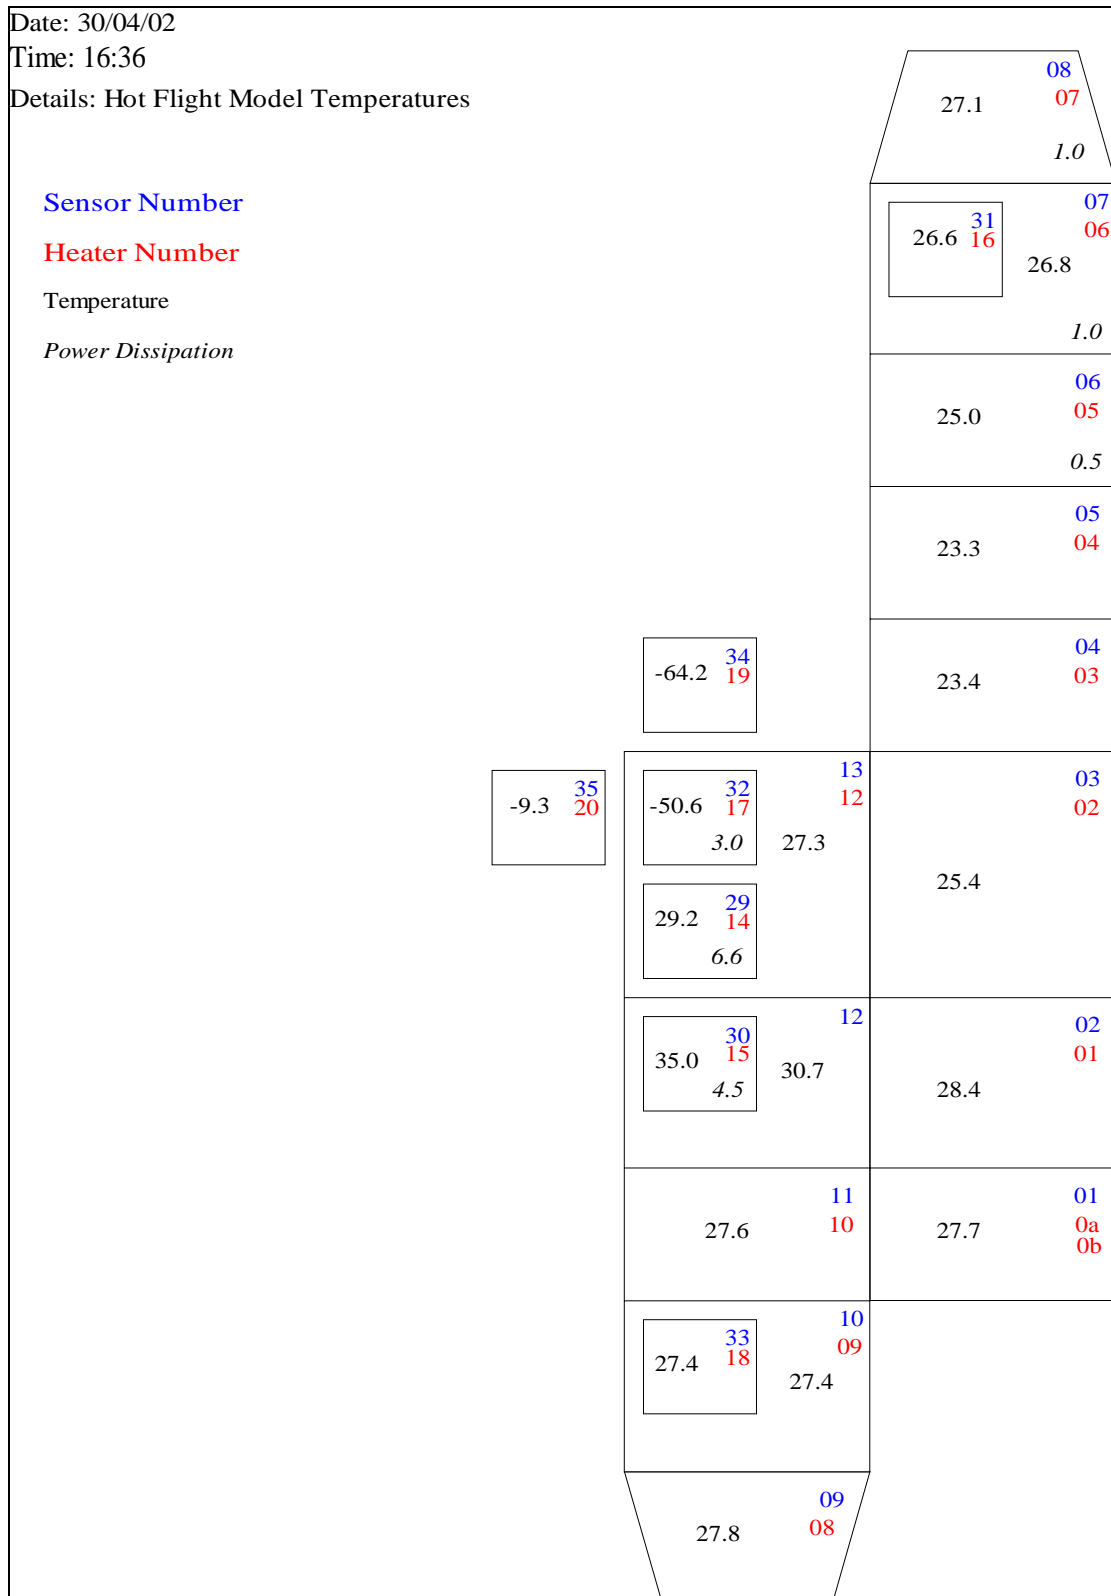 Date: 30/04/02
Time: 16:36
Details: Hot Flight Model Temperatures
Sensor Number
Heater Number
Temperature
Power Dissipation
08
27.1 07
1.0
07
31 06
26.6 16
26.8
1.0
06
25.0 05
0.5
05
23.3 04
34 04
-64.2 19 23.4 03
13 03
35 32 12 02
-9.3 20 -50.6 17
3.0 27.3
25.4
29
29.2 14
6.6
12 02
30 01
35.0 15 30.7
4.5 28.4
11 01
27.6 10 27.7 0a
0b
10
33 09
27.4 18
27.4
09
27.8 08